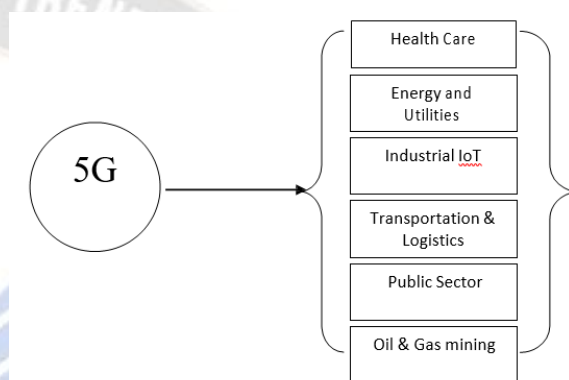 5G
Health Care
Energy and
Utilities
Industrial IoT
Transportation &
Logistics
Public Sector
Oil & Gas mining